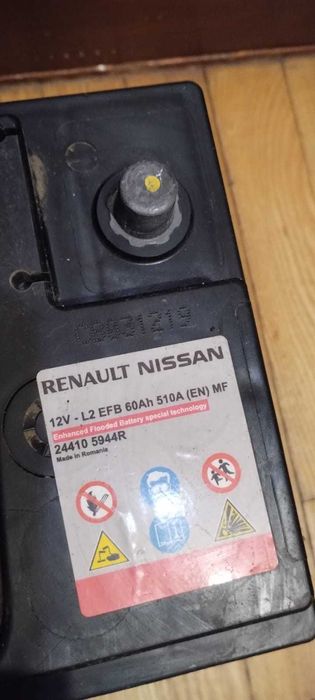 RENAULT NISSAN
12V - L2 EFB 60Ah 510A (EN) MF
Enhanced Flooded Battery special technology
24410 5944R
Made in Romania